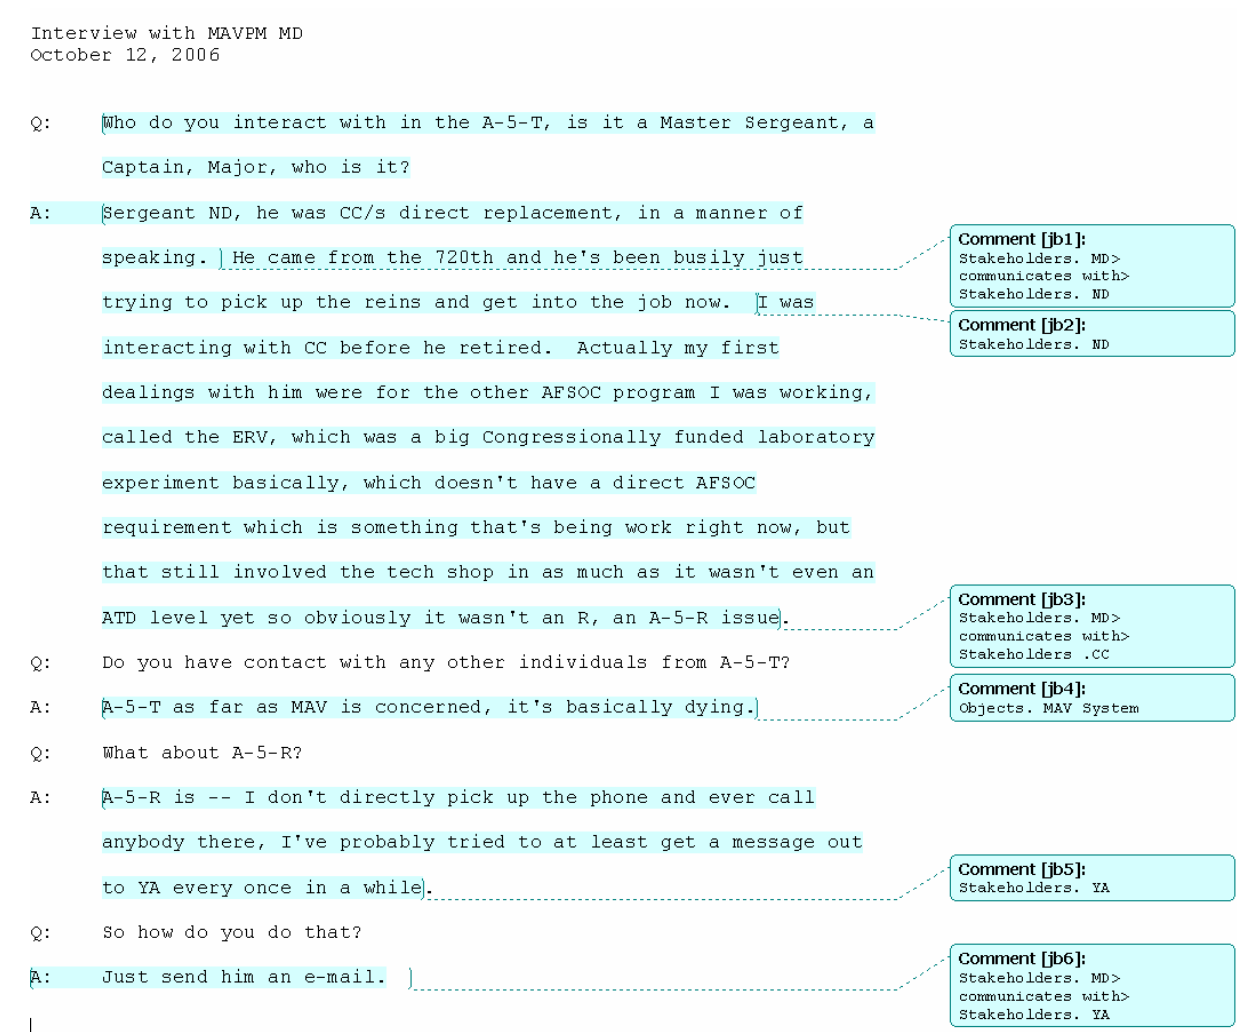 Interview with MAVPM MD
October 12, 2006
Q: Who do you interact with in the A-5-T, is it a Master Sergeant, a
Captain, Major, who is it?
A: Sergeant ND, he was CC/s direct replacement, in a manner of
speaking. He came from the 720th and he's been busily just
trying to pick up the reins and get into the job now. I was
interacting with CC before he retired. Actually my first
dealings with him were for the other AFSOC program I was working,
called the ERV, which was a big Congressionally funded laboratory
experiment basically, which doesn't have a direct AFSOC
requirement which is something that's being work right now, but
that still involved the tech shop in as much as it wasn't even an
ATD level yet so obviously it wasn't an R, an A-5-R issue.
Q: Do you have contact with any other individuals from A-5-T?
A: A-5-T as far as MAV is concerned, it's basically dying.
Q: What about A-5-R?
A: A-5-R is -- I don't directly pick up the phone and ever call
anybody there, I've probably tried to at least get a message out
to YA every once in a while.
Q: So how do you do that?
A: Just send him an e-mail.
Comment [jb1]:
Stakeholders. MD>
communicates with>
Stakeholders. ND
Comment [jb2]:
Stakeholders. ND
Comment [jb3]:
Stakeholders. MD>
communicates with>
Stakeholders .CC
Comment [jb4]:
Objects. MAV System
Comment [jb5]:
Stakeholders. YA
Comment [jb6]:
Stakeholders. MD>
communicates with>
Stakeholders. YA